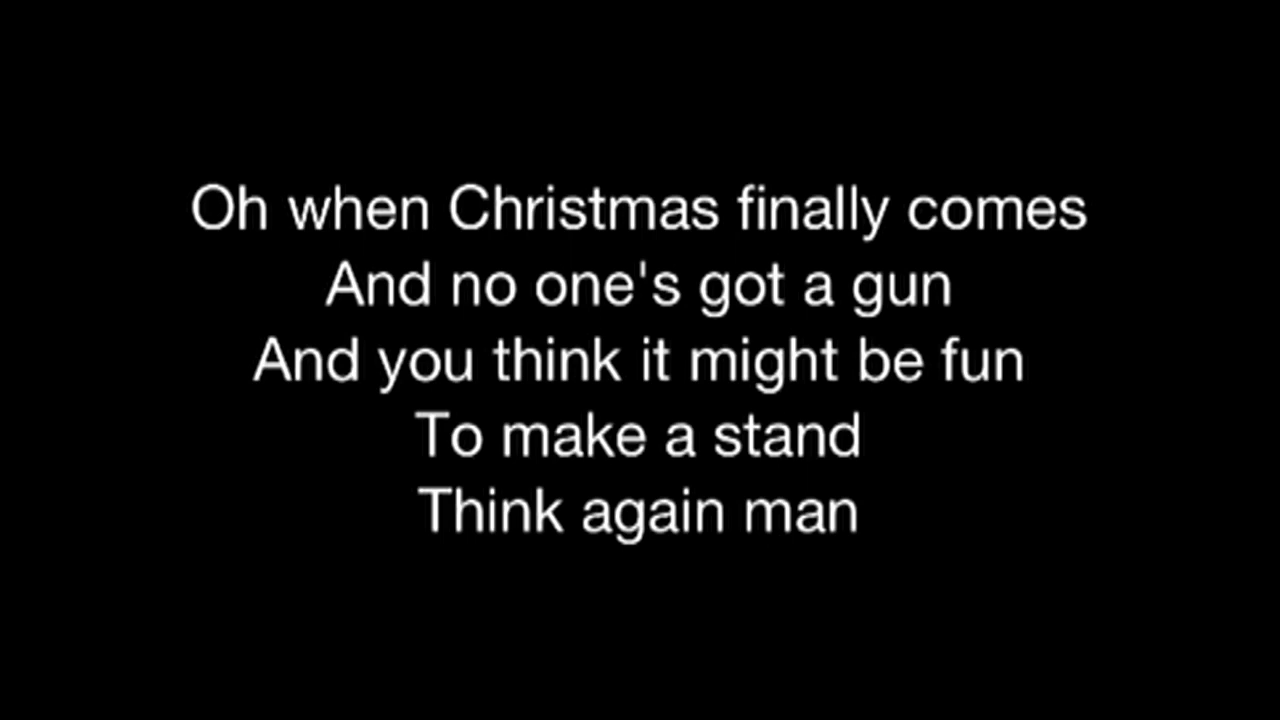 Oh when Christmas finally comes
And no one's got a gun
And you think it might be fun
To make a stand
Think again man